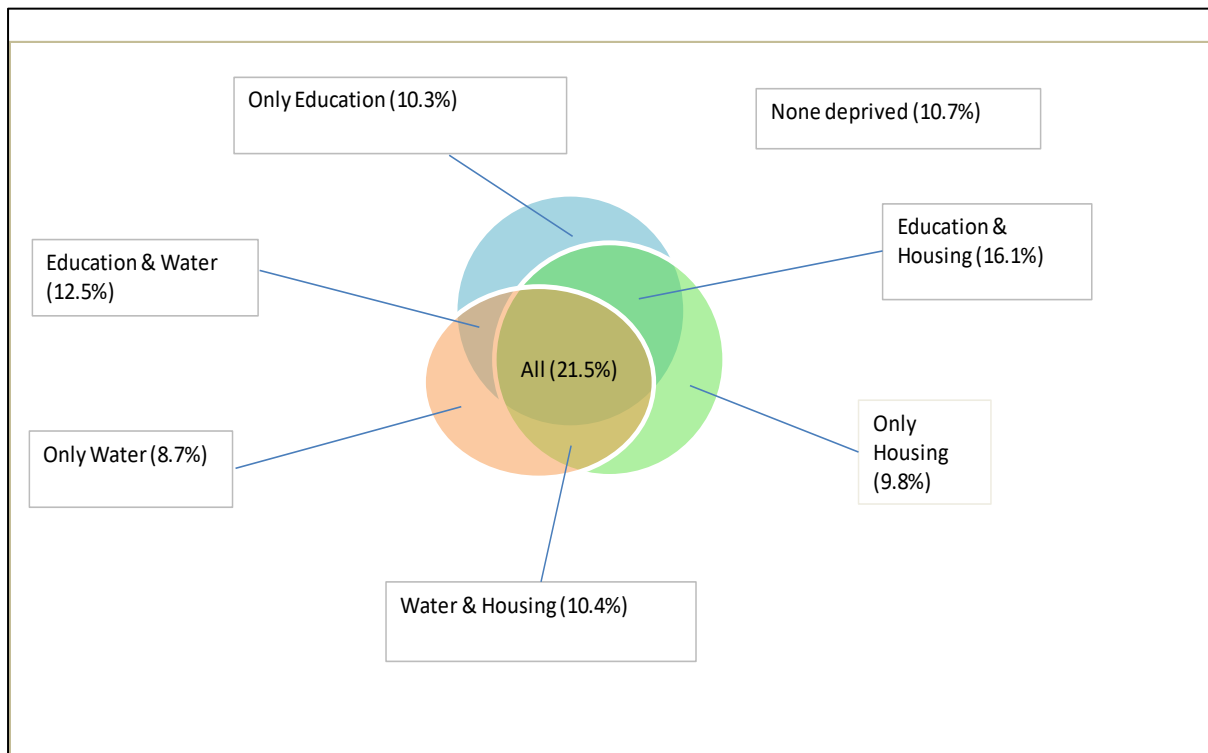 Only Education (10.3%)
None deprived (10.7%)
Education & Water
(12.5%)
Education &
Housing (16.1%)
All (21.5%)
Only Water (8.7%)
Only
Housing
(9.8%)
Water & Housing (10.4%)